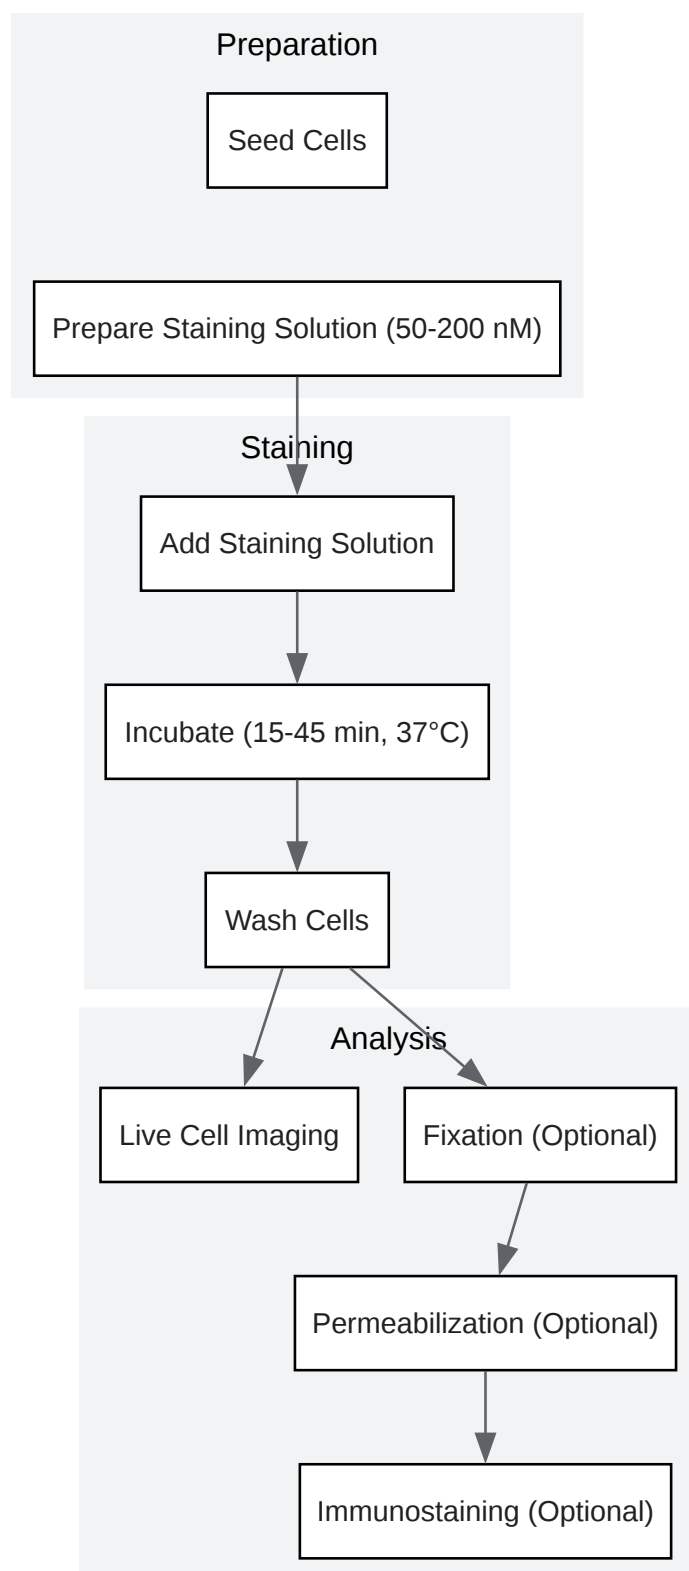 Preparation
Seed Cells
Prepare Staining Solution (50-200 nM)
Staining
Add Staining Solution
Incubate (15-45 min, 37°C)
Wash Cells
Analysis
Live Cell Imaging
Fixation (Optional)
Permeabilization (Optional)
Immunostaining (Optional)